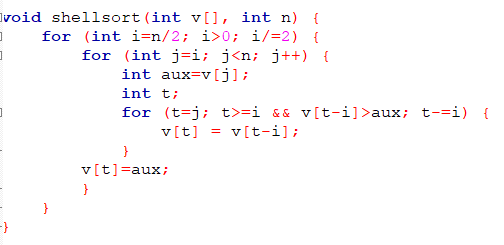 void shellsort(int v[], int n) {
    for (int i=n/2; i>0; i/=2) {
        for (int j=i; j<n; j++) {
            int aux=v[j];
            int t;
            for (t=j; t>=i && v[t-i]>aux; t-=i) {
                v[t] = v[t-i];
            }
        v[t]=aux;
        }
    }
}